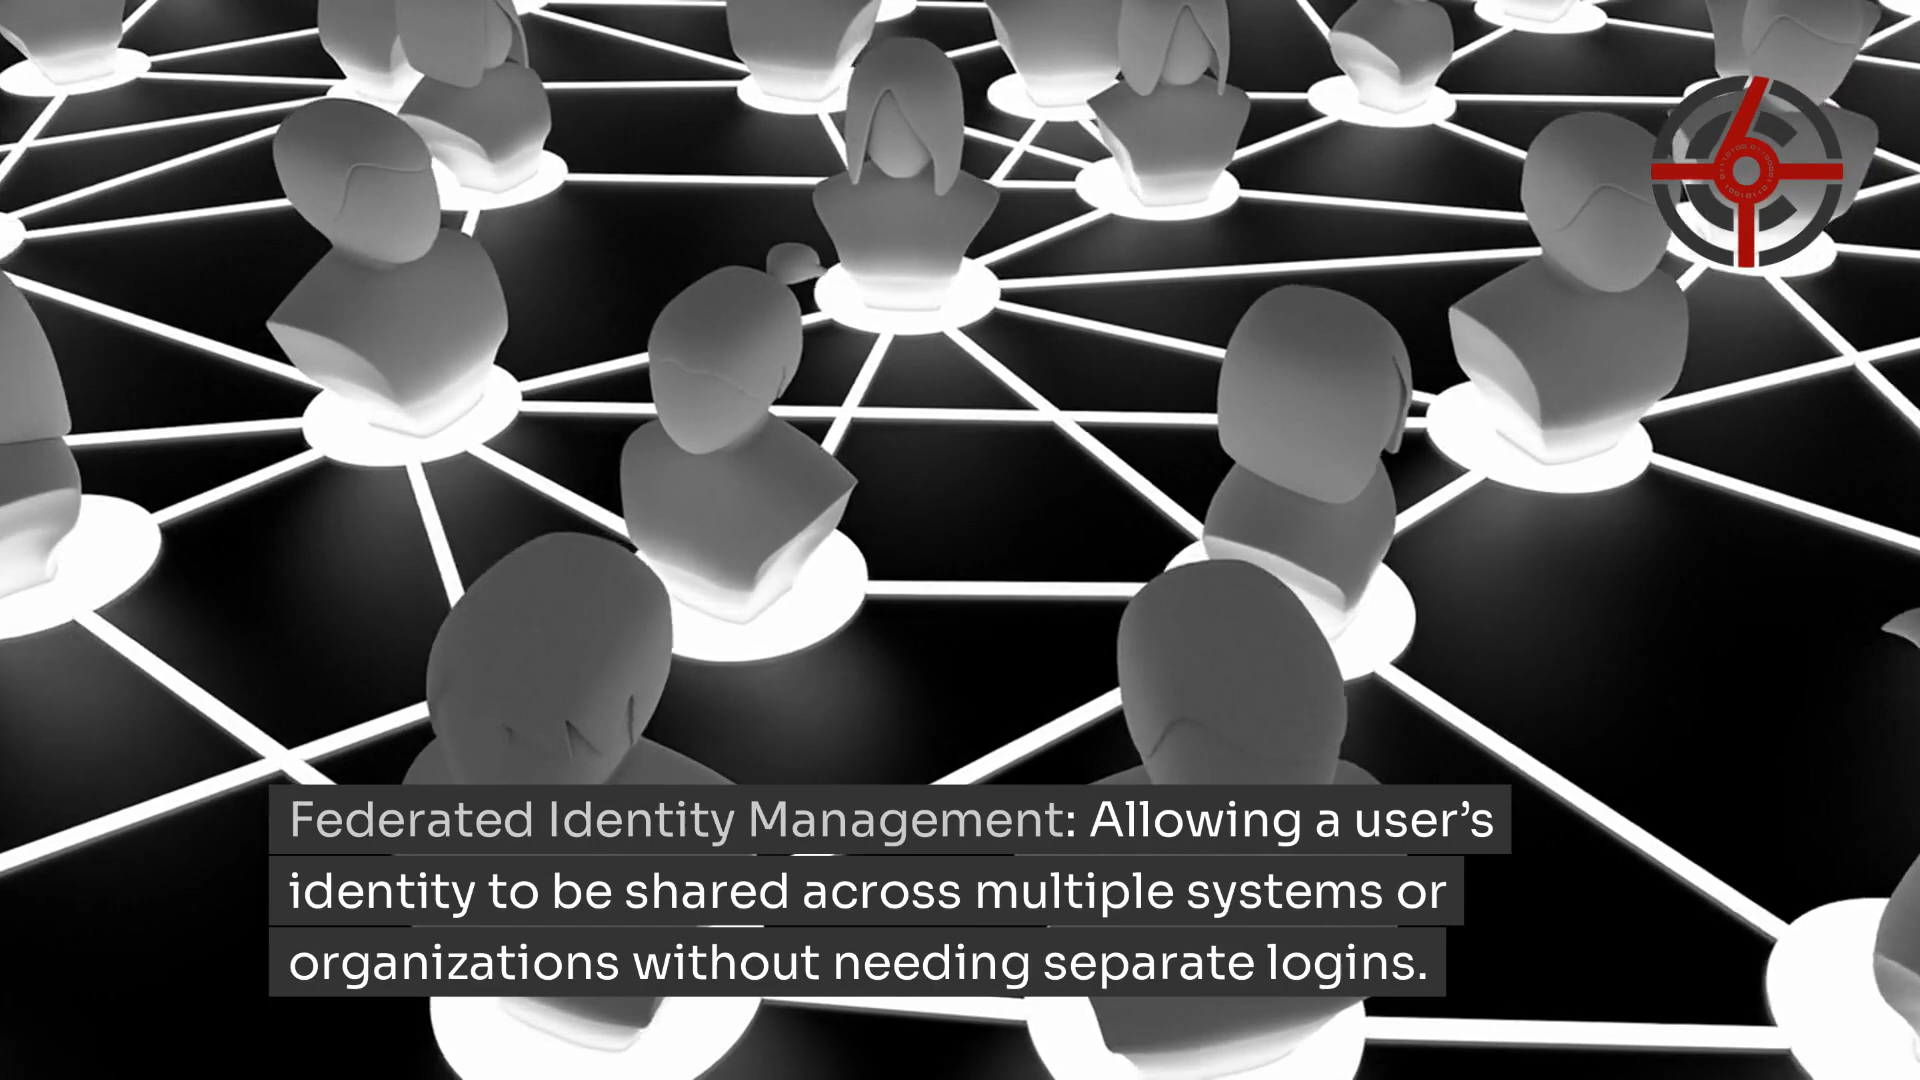 Federated Identity Management: Allowing a user’s
identity to be shared across multiple systems or
organizations without needing separate logins.